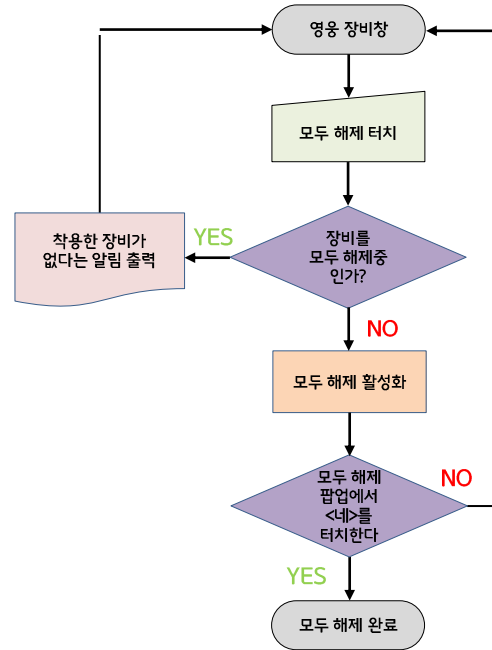 영웅 장비창
모두 해제 터치
착용한 장비가
없다는 알림 출력
YES
장비를
모두 해제중
인가?
NO
모두 해제 활성화
모두 해제
팝업에서
<네>를
터치한다
NO
YES
모두 해제 완료